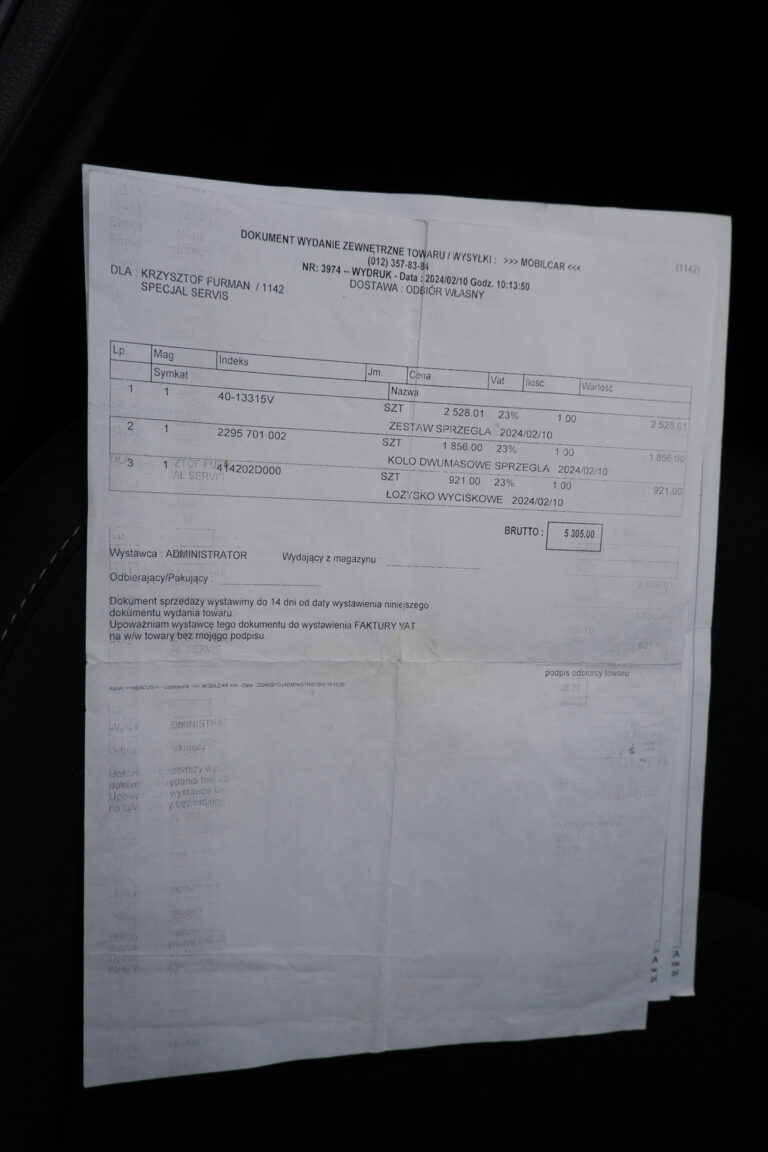 DOKUMENT WYDANIE ZEWNĘTRZNE TOWARU / WYSYŁKI : >>> MOBILCAR <<<
(1142)
(012) 357-83-84
NR: 3974 -- WYDRUK - Data : 2024/02/10 Godz. 10:13:50
DOSTAWA : ODBIÓR WŁASNY
DLA : KRZYSZTOF FURMAN / 1142
SPECJAL SERVIS
Lp. Mag Indeks Jm. Cena Vat Ilość Wartość
Symkat Nazwa
1 1 40-13315V SZT 2 528.01 23% 1.00 2 528.01
ZESTAW SPRZEGLA 2024/02/10
2 1 2295 701 002 SZT 1 856.00 23% 1.00 1 856.00
KOLO DWUMASOWE SPRZEGLA 2024/02/10
3 1 414202D000 SZT 921.00 23% 1.00 921.00
ŁOŻYSKO WYCISKOWE 2024/02/10
BRUTTO : 5 305.00
Wystawca : ADMINISTRATOR Wydający z magazynu :
Odbierający/Pakujący :
Dokument sprzedaży wystawimy do 14 dni od daty wystawienia niniejszego
dokumentu wydania towaru.
Upoważniam wystawcę tego dokumentu do wystawienia FAKTURY VAT
na w/w towary bez mojego podpisu.
podpis odbiorcy towaru